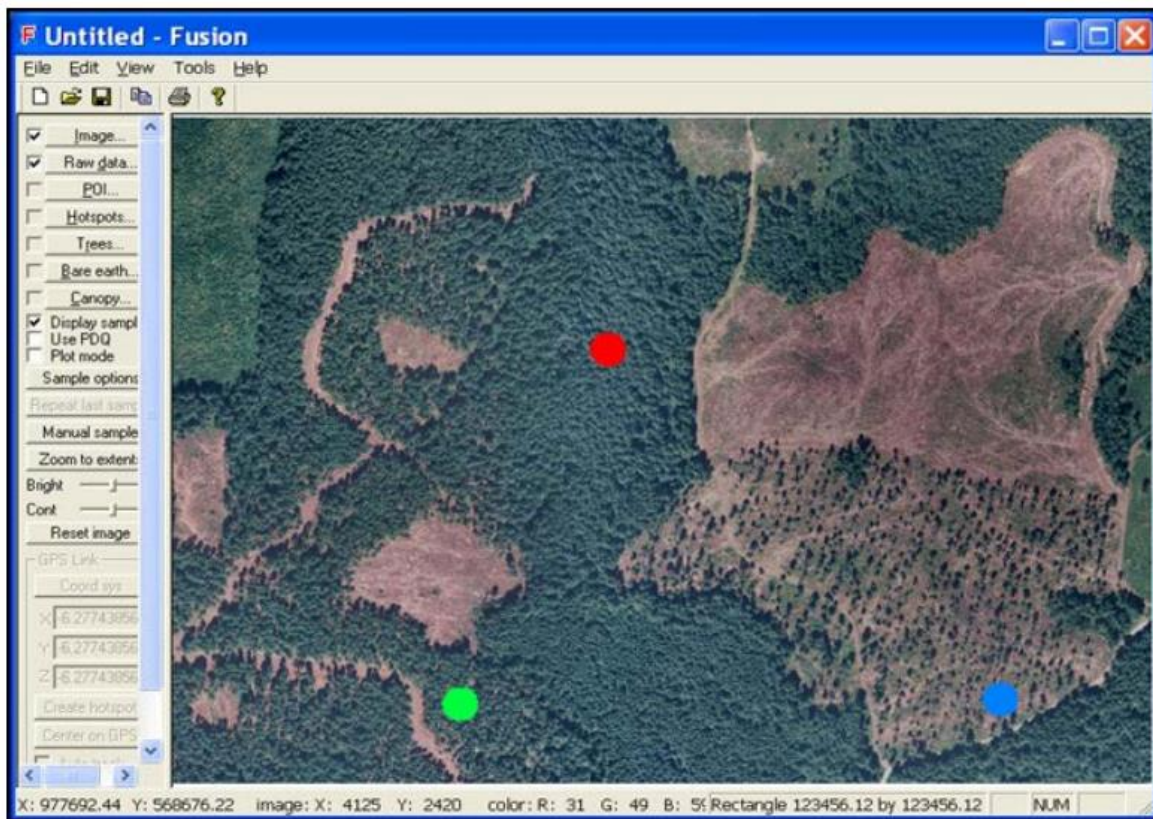 F Untitled - Fusion
File Edit View Tools Help
Image...
Raw data...
POI...
Hotspots...
Trees...
Bare earth...
Canopy...
Display sampl
Use PDQ
Plot mode
Sample options
Repeat last samp
Manual sample
Zoom to extent
Bright
Cont
Reset image
GPS Link
Coord sys
X -6.27743856
Y -6.27743856
Z -6.27743856
Create hotspot
Center on GPS
X: 977692.44 Y: 568676.22 image: X: 4125 Y: 2420 color: R: 31 G: 49 B: 59 Rectangle 123456.12 by 123456.12 NUM